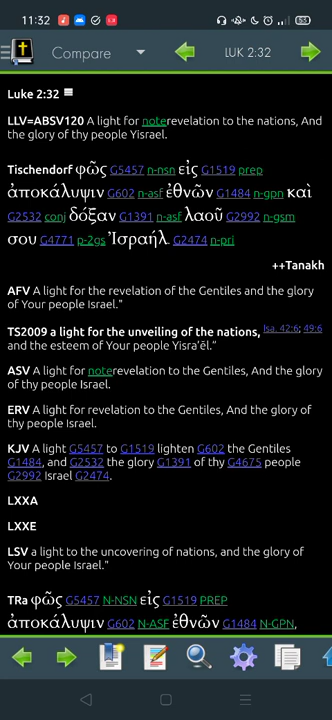 11:32
Compare
LUK 2:32
Luke 2:32
LLV=ABSV120 A light for noterevelation to the nations, And
the glory of thy people Yisrael.
Tischendorf φῶς G5457 n-nsn εἰς G1519 prep
ἀποκάλυψιν G602 n-asf ἐθνῶν G1484 n-gpn καὶ
G2532 conj δόξαν G1391 n-asf λαοῦ G2992 n-gsm
σου G4771 p-2gs Ἰσραήλ. G2474 n-pri
++Tanakh
AFV A light for the revelation of the Gentiles and the glory
of Your people Israel."
TS2009 a light for the unveiling of the nations, Isa. 42:6; 49:6
and the esteem of Your people Yisra’ĕl.”
ASV A light for noterevelation to the Gentiles, And the glory
of thy people Israel.
ERV A light for revelation to the Gentiles, And the glory of
thy people Israel.
KJV A light G5457 to G1519 lighten G602 the Gentiles
G1484, and G2532 the glory G1391 of thy G4675 people
G2992 Israel G2474.
LXXA
LXXE
LSV a light to the uncovering of nations, and the glory of
Your people Israel."
TRa φῶς G5457 N-NSN εἰς G1519 PREP
ἀποκάλυψιν G602 N-ASF ἐθνῶν G1484 N-GPN,